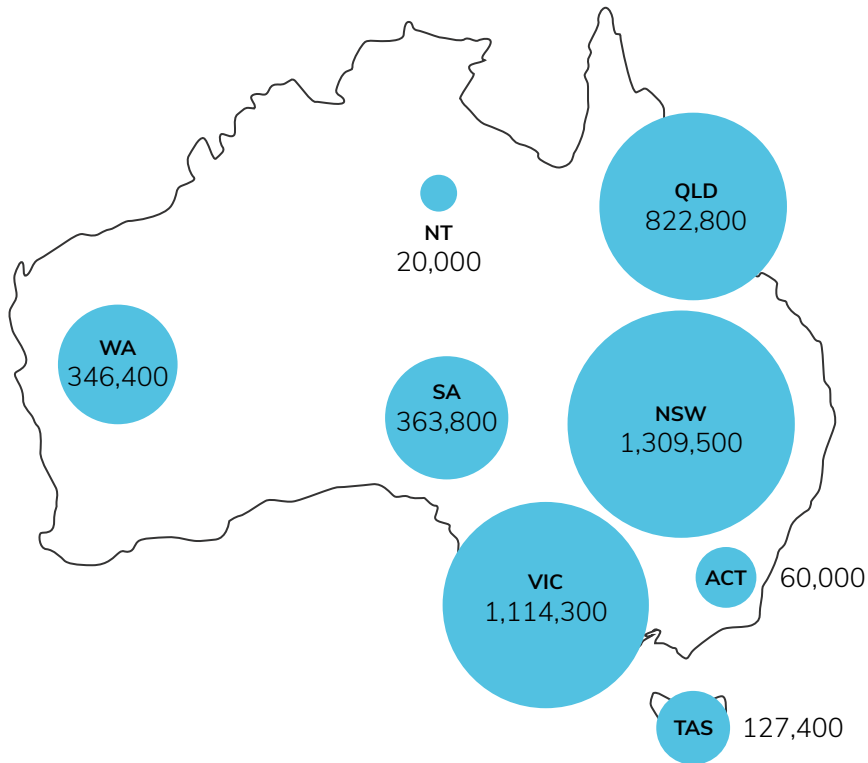 QLD
822,800
NT
20,000
WA
346,400
SA
363,800
NSW
1,309,500
VIC
1,114,300
ACT 60,000
TAS 127,400